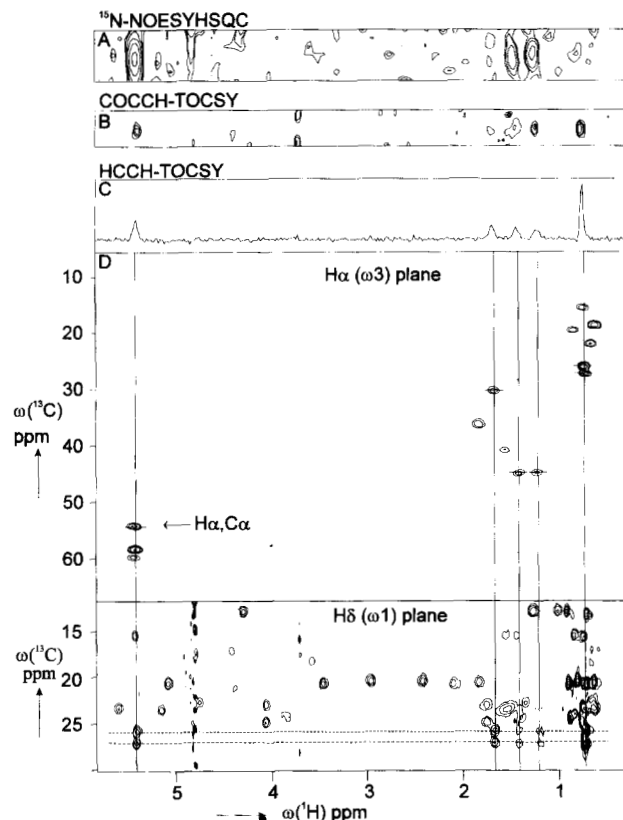 ¹⁵N-NOESYHSQC
A
COCCH-TOCSY
B
HCCH-TOCSY
C
D
Hα (ω3) plane
10
20
30
ω(¹³C)
ppm
40
50
Hα,Cα
60
Hδ (ω1) plane
15
ω(¹³C)
ppm
20
25
5 4 3 2 1
ω(¹H) ppm